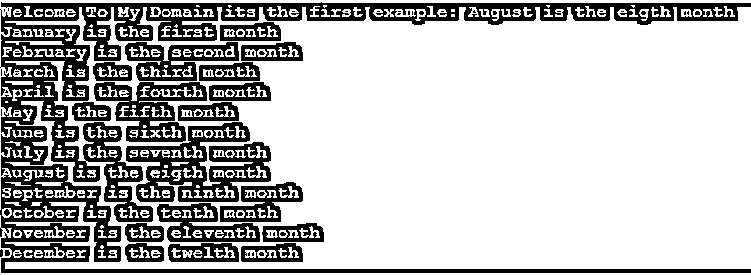 Welcome To My Domain its the first example: August is the eigth month
January is the first month
February is the second month
March is the third month
April is the fourth month
May is the fifth month
June is the sixth month
July is the seventh month
August is the eigth month
September is the ninth month
October is the tenth month
November is the eleventh month
December is the twelth month